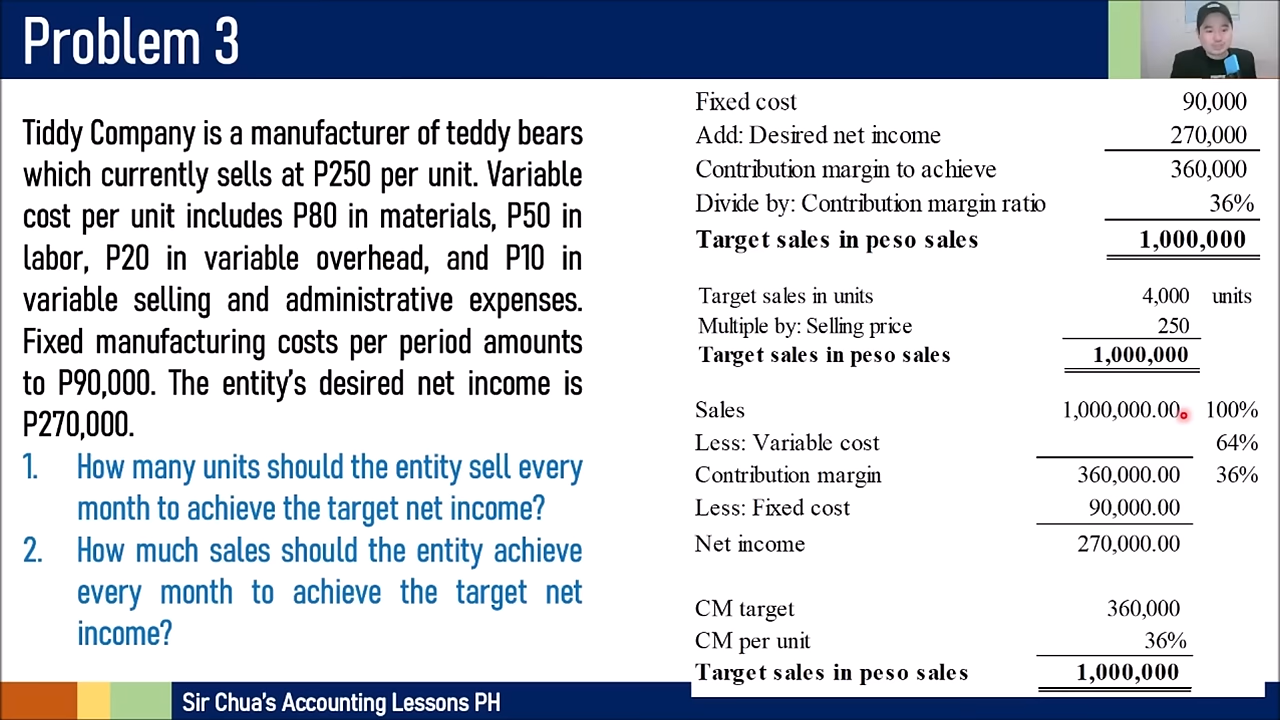 Problem 3
Tiddy Company is a manufacturer of teddy bears
which currently sells at P250 per unit. Variable
cost per unit includes P80 in materials, P50 in
labor, P20 in variable overhead, and P10 in
variable selling and administrative expenses.
Fixed manufacturing costs per period amounts
to P90,000. The entity's desired net income is
P270,000.
1. How many units should the entity sell every
month to achieve the target net income?
2. How much sales should the entity achieve
every month to achieve the target net
income?
Fixed cost 90,000
Add: Desired net income 270,000
Contribution margin to achieve 360,000
Divide by: Contribution margin ratio 36%
Target sales in peso sales 1,000,000
Target sales in units 4,000 units
Multiple by: Selling price 250
Target sales in peso sales 1,000,000
Sales 1,000,000.00 100%
Less: Variable cost 64%
Contribution margin 360,000.00 36%
Less: Fixed cost 90,000.00
Net income 270,000.00
CM target 360,000
CM per unit 36%
Target sales in peso sales 1,000,000
Sir Chua's Accounting Lessons PH